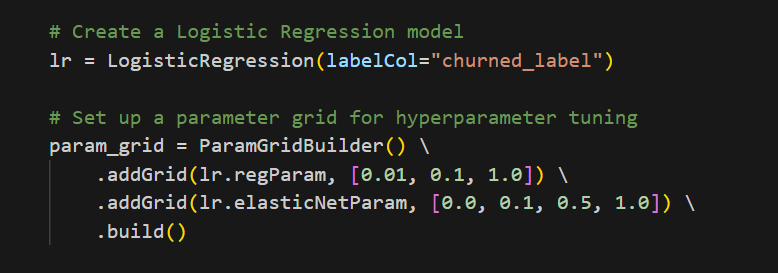 # Create a Logistic Regression model
lr = LogisticRegression(labelCol="churned_label")

# Set up a parameter grid for hyperparameter tuning
param_grid = ParamGridBuilder() \
    .addGrid(lr.regParam, [0.01, 0.1, 1.0]) \
    .addGrid(lr.elasticNetParam, [0.0, 0.1, 0.5, 1.0]) \
    .build()